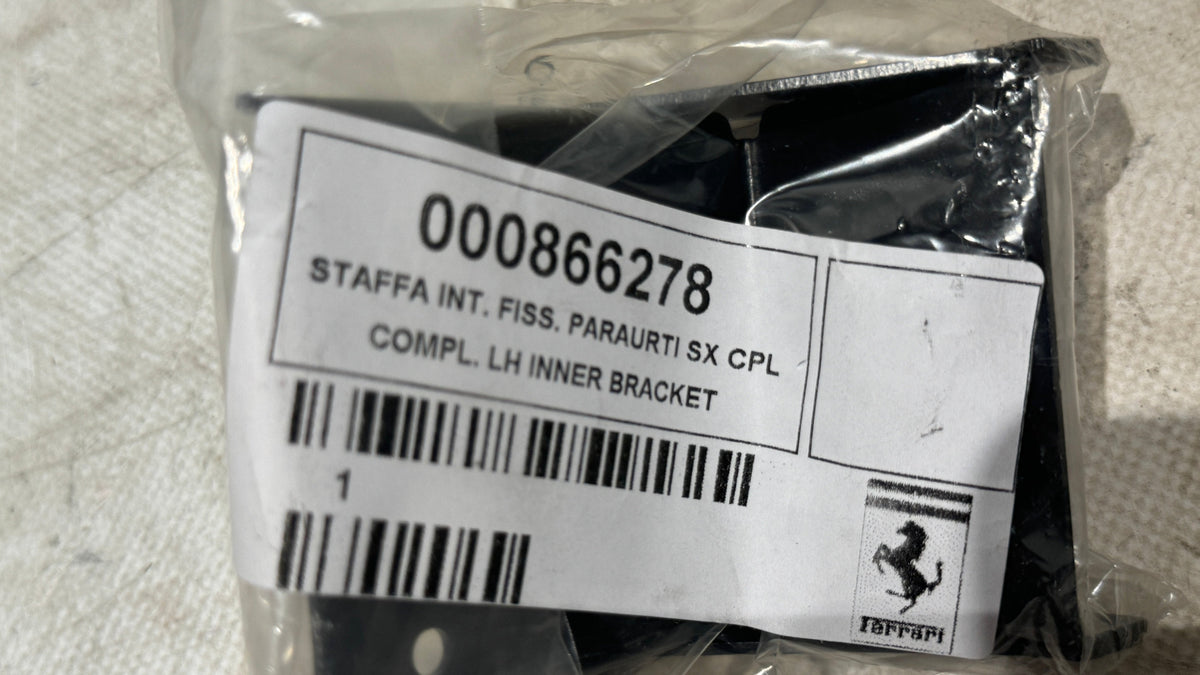 000866278
STAFFA INT. FISS. PARAURTI SX CPL
COMPL. LH INNER BRACKET
1
Ferrari